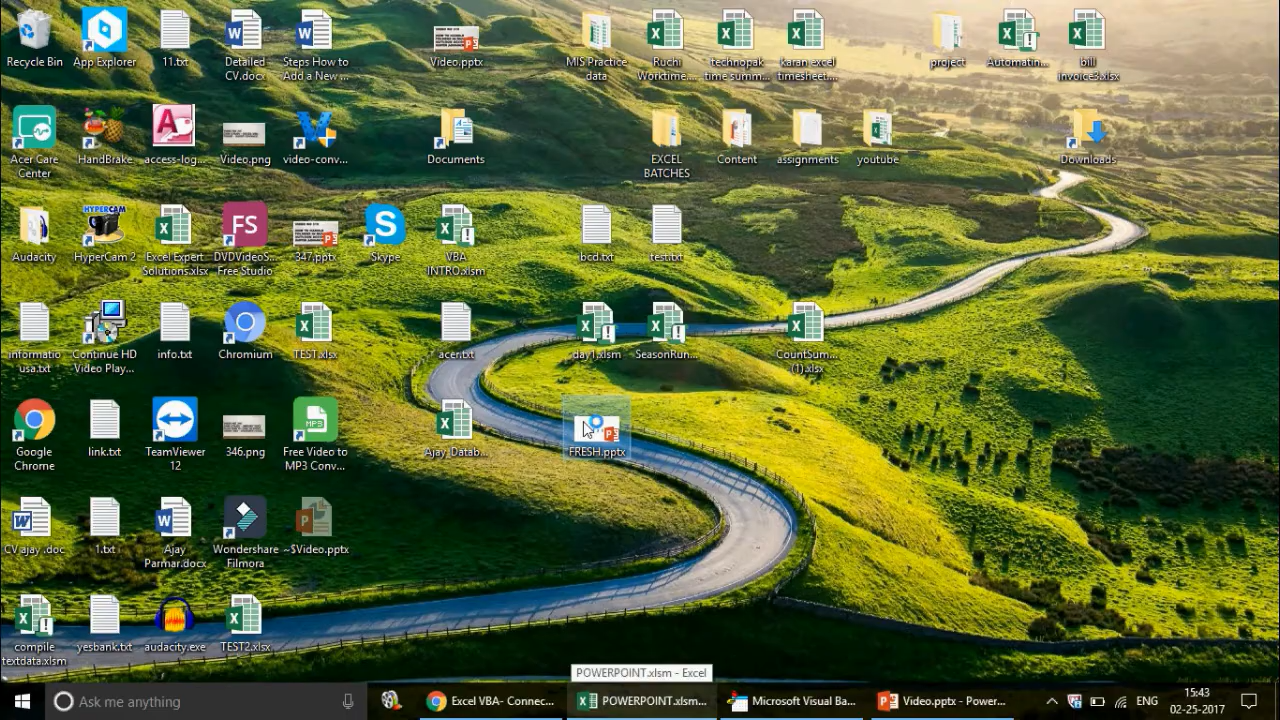 Recycle Bin
App Explorer
11.txt
Detailed
CV.docx
Steps How to
Add a New ...
Video.pptx
MIS Practice
data
Ruchi
Worktime...
technopak
time summ...
karan excel
timesheet....
project
Automatin...
bill
invoice3.xlsx
Acer Care
Center
HandBrake
access-log...
Video.png
video-conv...
Documents
EXCEL
BATCHES
Content
assignments
youtube
Downloads
Audacity
HYPERCAM
HyperCam 2
Excel Expert
Solutions.xlsx
FS
DVDVideoS...
Free Studio
347.pptx
Skype
VBA
INTRO.xlsm
bcd.txt
test.txt
informatio
usa.txt
Continue HD
Video Play...
info.txt
Chromium
TEST.xlsx
acer.txt
day1.xlsm
SeasonRun...
CountSum...
(1).xlsx
Google
Chrome
link.txt
TeamViewer
12
346.png
MP3
Free Video to
MP3 Conv...
Ajay Datab...
FRESH.pptx
CV ajay .doc
1.txt
Ajay
Parmar.docx
Wondershare
Filmora
~$Video.pptx
compile
textdata.xlsm
yesbank.txt
audacity.exe
TEST2.xlsx
POWERPOINT.xlsm - Excel
Ask me anything
Excel VBA- Connec...
POWERPOINT.xlsm...
Microsoft Visual Ba...
Video.pptx - Power...
ENG
15:43
02-25-2017